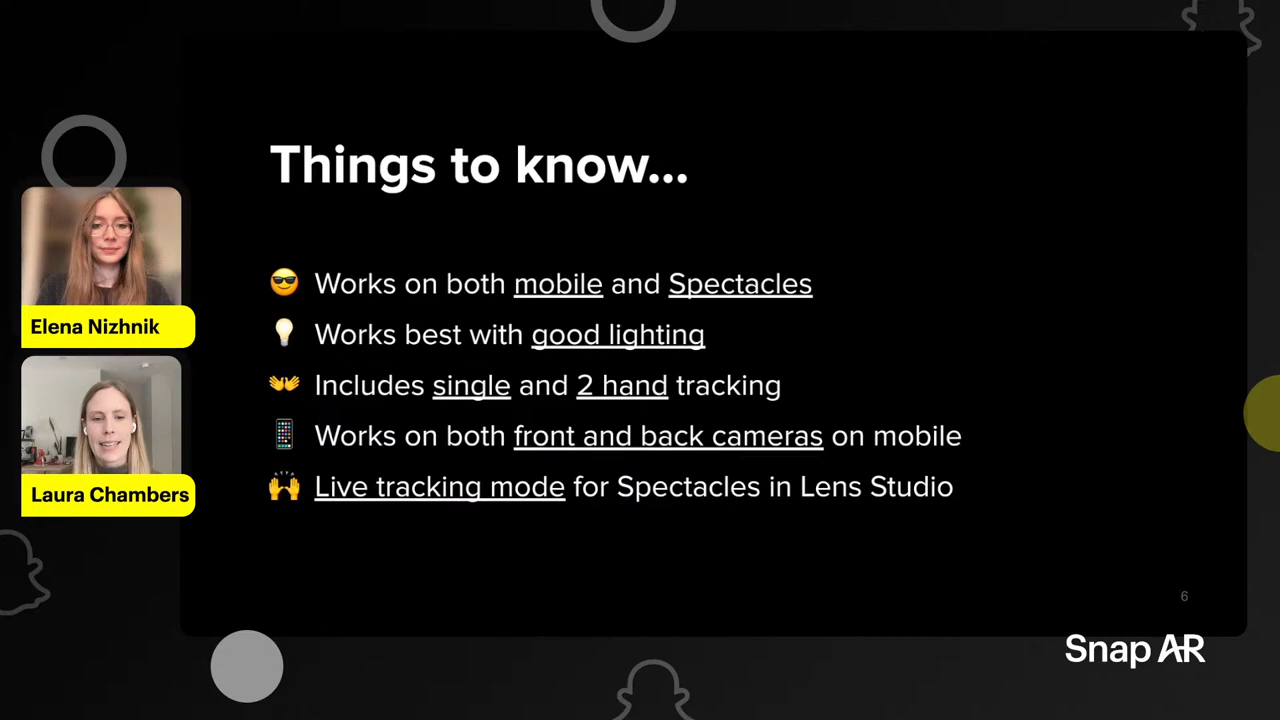 Things to know...
😎 Works on both mobile and Spectacles
💡 Works best with good lighting
👐 Includes single and 2 hand tracking
📱 Works on both front and back cameras on mobile
🙌 Live tracking mode for Spectacles in Lens Studio
Elena Nizhnik
Laura Chambers
6
Snap AR